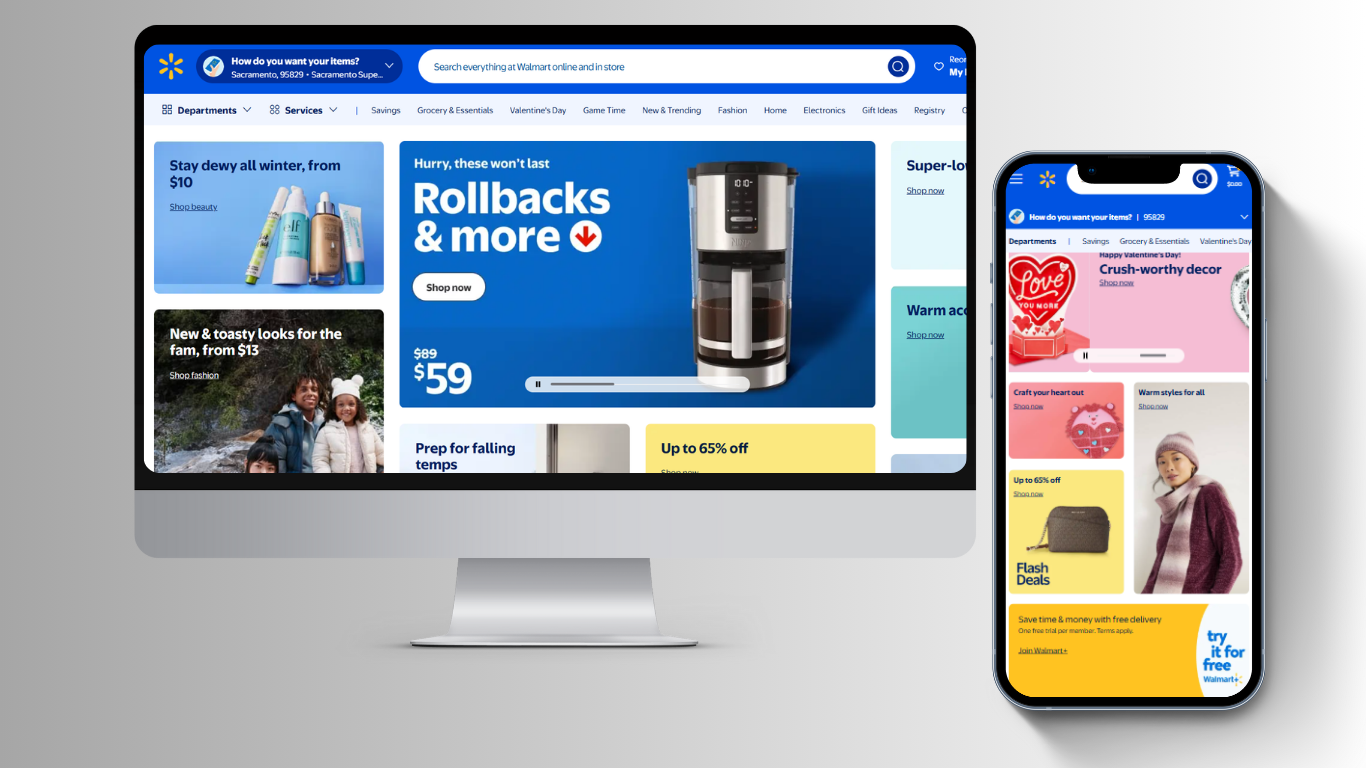 How do you want your items?
Sacramento, 95829 • Sacramento Supe...
Search everything at Walmart online and in store
Reor
My
Departments
Services
|
Savings
Grocery & Essentials
Valentine's Day
Game Time
New & Trending
Fashion
Home
Electronics
Gift Ideas
Registry
Stay dewy all winter, from
$10
Shop beauty
elf
Hurry, these won't last
Rollbacks
& more
Shop now
$89
$59
10:10
Super-lo
Shop now
New & toasty looks for the
fam, from $13
Shop fashion
Warm acc
Shop now
Prep for falling
temps
Up to 65% off
Shop now
$0.00
How do you want your items? | 95829
Departments | Savings Grocery & Essentials Valentine's Day
Happy Valentine's Day!
Crush-worthy decor
Shop now
Love
YOU MORE
Craft your heart out
Shop now
Warm styles for all
Shop now
Up to 65% off
Shop now
Flash
Deals
Save time & money with free delivery
One free trial per member. Terms apply.
Join Walmart+
try
it for
free
Walmart+